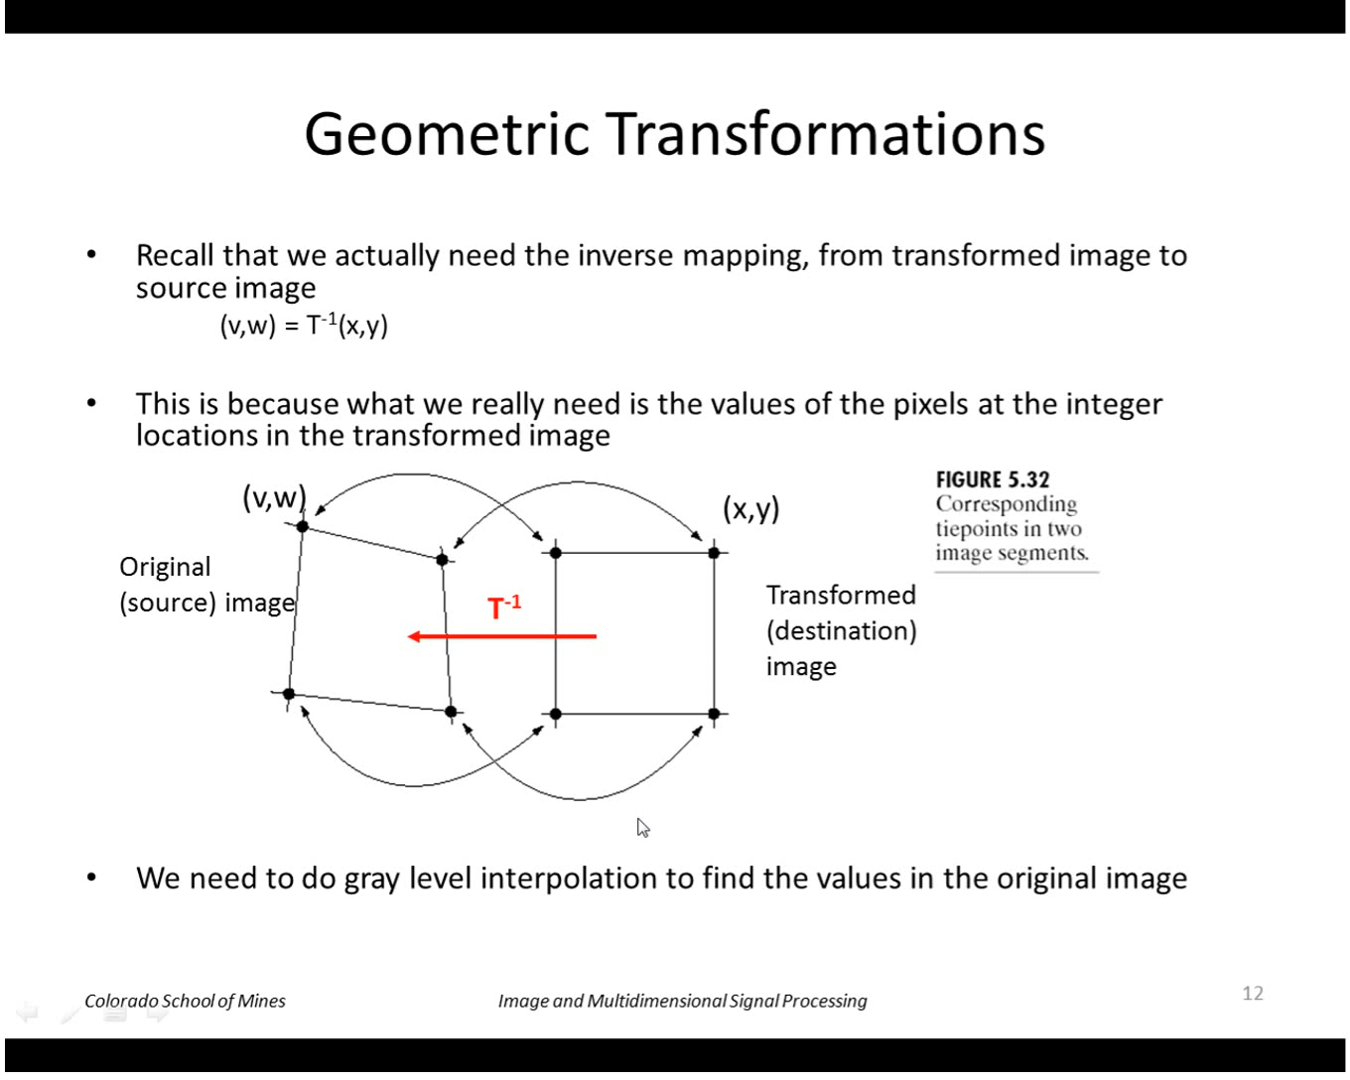 Geometric Transformations
• Recall that we actually need the inverse mapping, from transformed image to
source image
(v,w) = T⁻¹(x,y)
• This is because what we really need is the values of the pixels at the integer
locations in the transformed image
(v,w)
(x,y)
FIGURE 5.32
Corresponding
tiepoints in two
image segments.
Original
(source) image
T⁻¹
Transformed
(destination)
image
• We need to do gray level interpolation to find the values in the original image
Colorado School of Mines
Image and Multidimensional Signal Processing
12